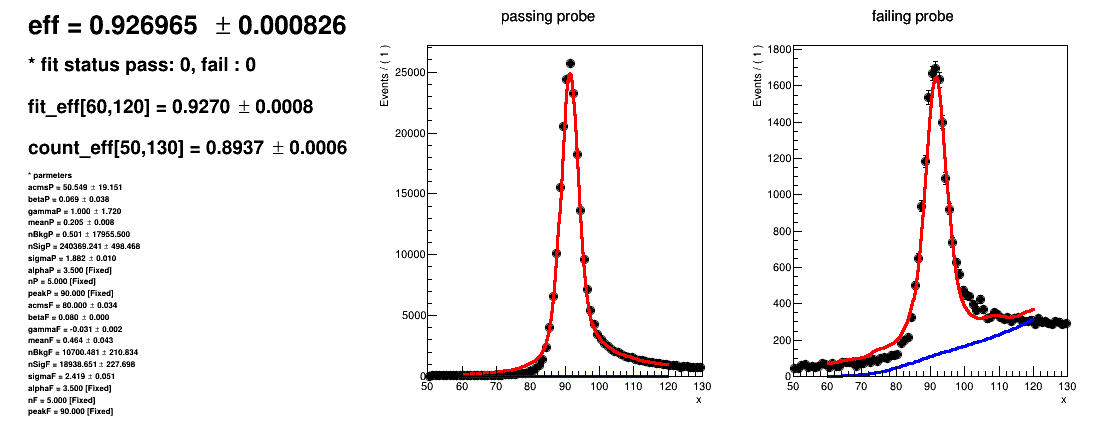 eff = 0.926965 ± 0.000826
* fit status pass: 0, fail : 0
fit_eff[60,120] = 0.9270 ± 0.0008
count_eff[50,130] = 0.8937 ± 0.0006
* parmeters
acmsP = 50.549 ± 19.151
betaP = 0.069 ± 0.038
gammaP = 1.000 ± 1.720
meanP = 0.205 ± 0.008
nBkgP = 0.501 ± 17955.500
nSigP = 240369.241 ± 498.468
sigmaP = 1.882 ± 0.010
alphaP = 3.500 [Fixed]
nP = 5.000 [Fixed]
peakP = 90.000 [Fixed]
acmsF = 80.000 ± 0.034
betaF = 0.080 ± 0.000
gammaF = -0.031 ± 0.002
meanF = 0.464 ± 0.043
nBkgF = 10700.481 ± 210.834
nSigF = 18938.651 ± 227.698
sigmaF = 2.419 ± 0.051
alphaF = 3.500 [Fixed]
nF = 5.000 [Fixed]
peakF = 90.000 [Fixed]
passing probe
Events / ( 1 )
25000
20000
15000
10000
5000
0
50 60 70 80 90 100 110 120 130
x
failing probe
Events / ( 1 )
1800
1600
1400
1200
1000
800
600
400
200
0
50 60 70 80 90 100 110 120 130
x